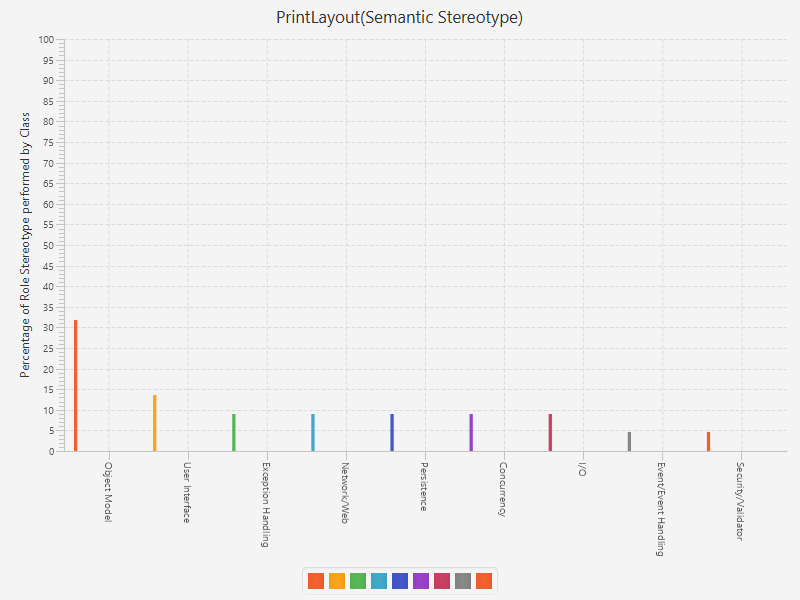 PrintLayout(Semantic Stereotype)
Percentage of Role Stereotype performed by Class
100
95
90
85
80
75
70
65
60
55
50
45
40
35
30
25
20
15
10
5
0
Object Model
User Interface
Exception Handling
Network/Web
Persistence
Concurrency
I/O
Event/Event Handling
Security/Validator